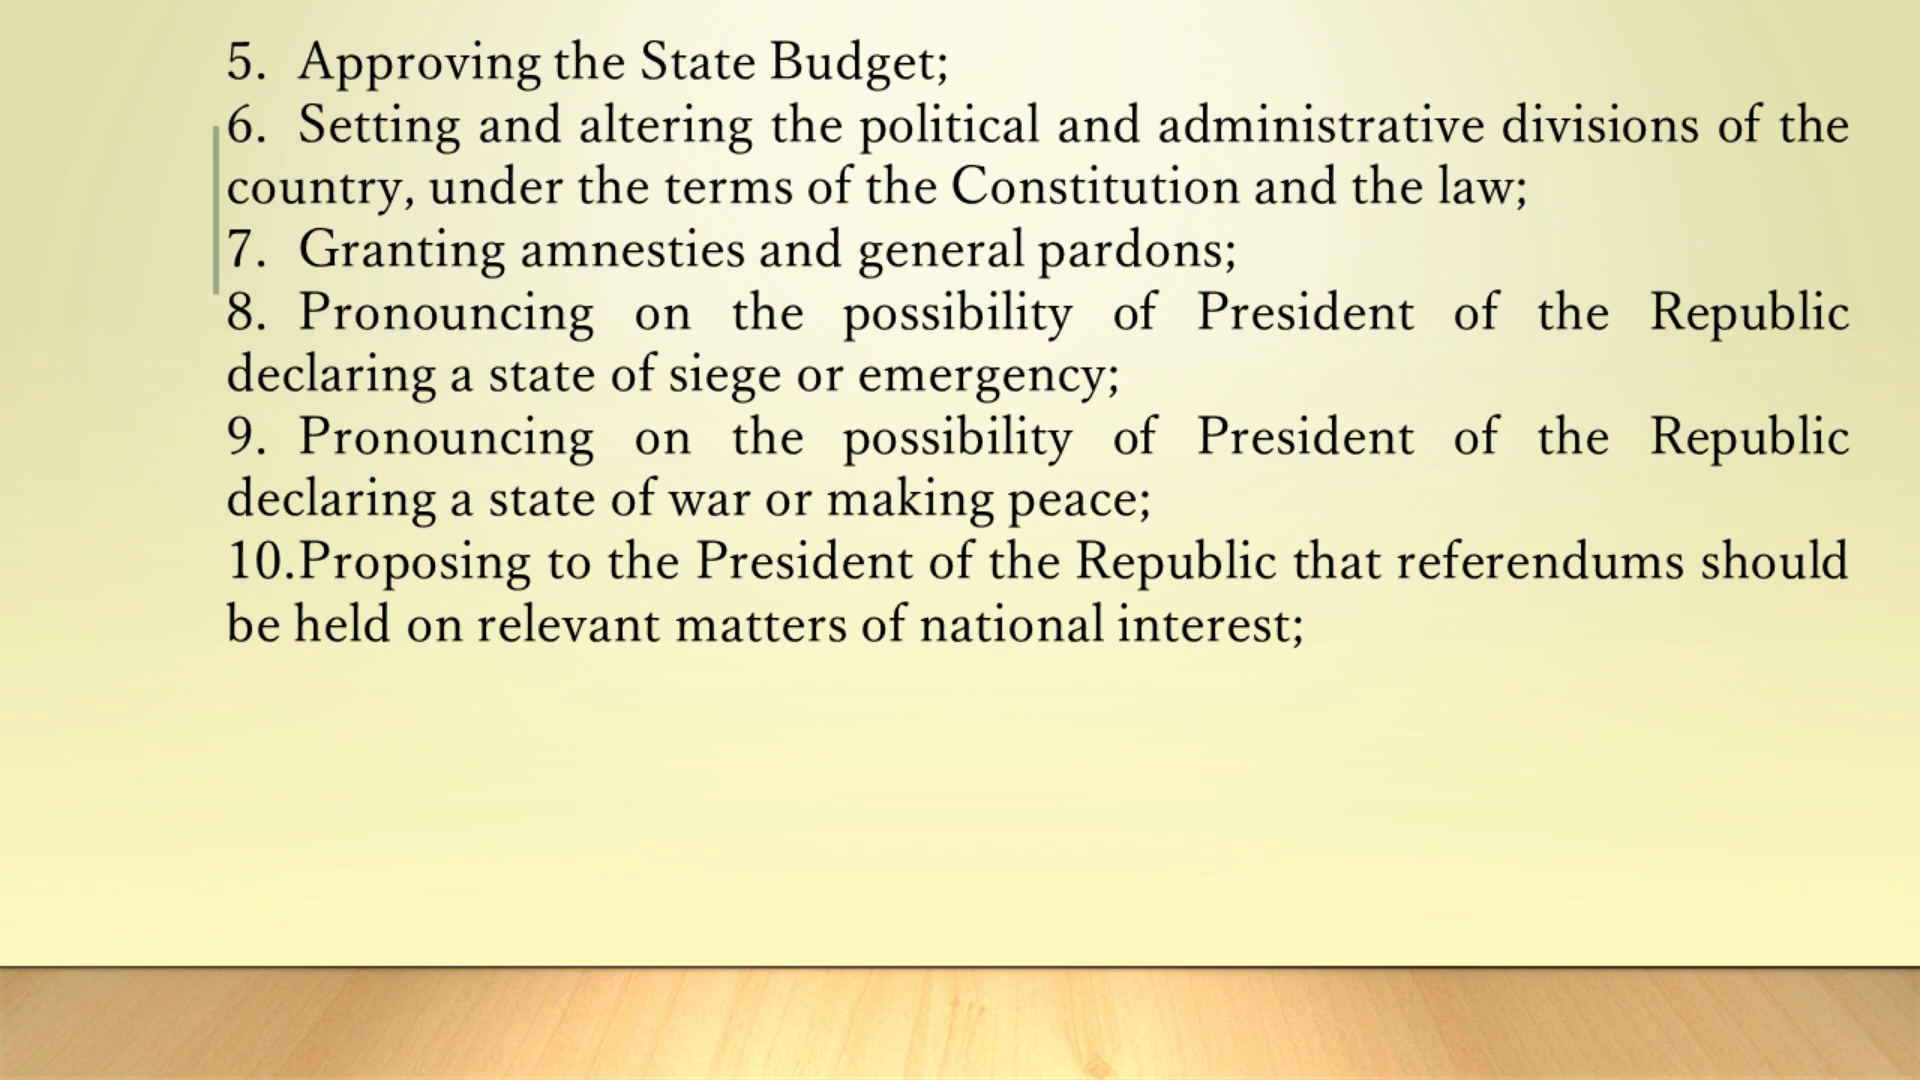 5. Approving the State Budget;
6. Setting and altering the political and administrative divisions of the
country, under the terms of the Constitution and the law;
7. Granting amnesties and general pardons;
8. Pronouncing on the possibility of President of the Republic
declaring a state of siege or emergency;
9. Pronouncing on the possibility of President of the Republic
declaring a state of war or making peace;
10.Proposing to the President of the Republic that referendums should
be held on relevant matters of national interest;